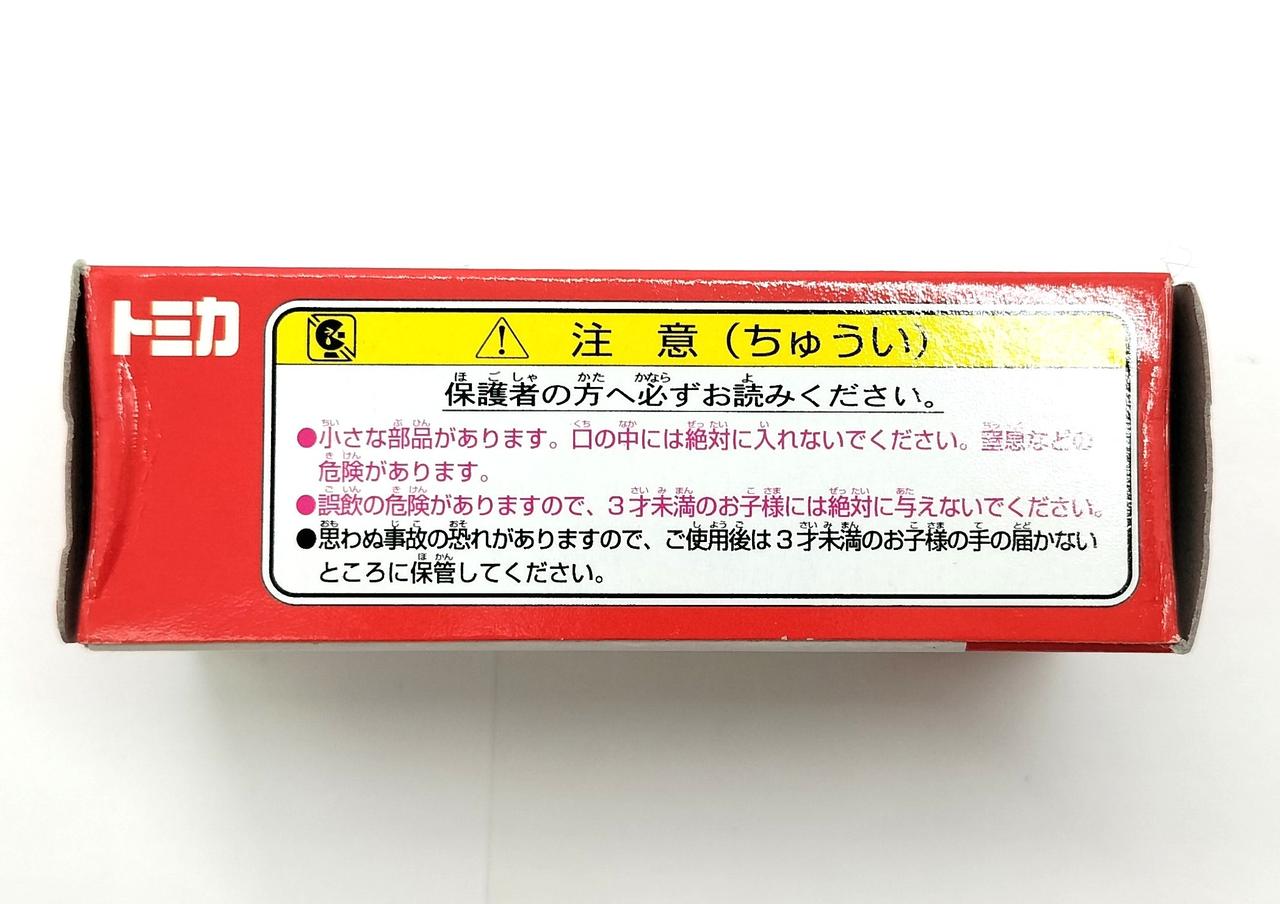 トミカ
注 意 (ちゅうい)
保護者の方へ必ずお読みください。
●小さな部品があります。口の中には絶対に入れないでください。窒息などの
危険があります。
●誤飲の危険がありますので、3才未満のお子様には絶対に与えないでください。
●思わぬ事故の恐れがありますので、ご使用後は3才未満のお子様の手の届かない
ところに保管してください。